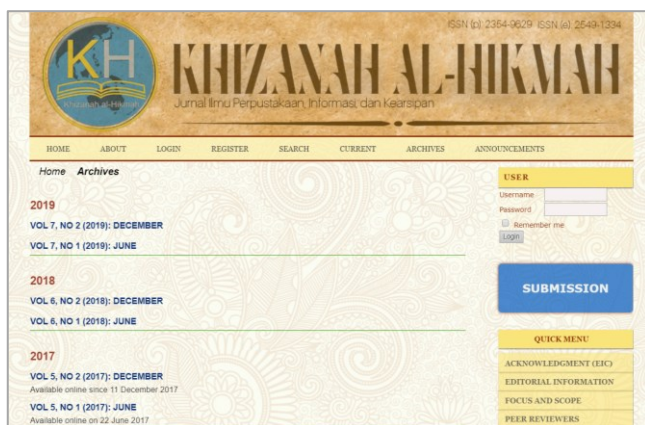 ISSN (p): 2354-9629 ISSN (e): 2549-1334
KH
Khizanah al-Hikmah
KHIZANAH AL-HIKMAH
Jurnal Ilmu Perpustakaan, Informasi, dan Kearsipan
HOME ABOUT LOGIN REGISTER SEARCH CURRENT ARCHIVES ANNOUNCEMENTS
Home Archives
2019
VOL 7, NO 2 (2019): DECEMBER
VOL 7, NO 1 (2019): JUNE
2018
VOL 6, NO 2 (2018): DECEMBER
VOL 6, NO 1 (2018): JUNE
2017
VOL 5, NO 2 (2017): DECEMBER
Available online since 11 December 2017
VOL 5, NO 1 (2017): JUNE
Available online on 22 June 2017
USER
Username
Password
Remember me
Login
SUBMISSION
QUICK MENU
ACKNOWLEDGMENT (EIC)
EDITORIAL INFORMATION
FOCUS AND SCOPE
PEER REVIEWERS